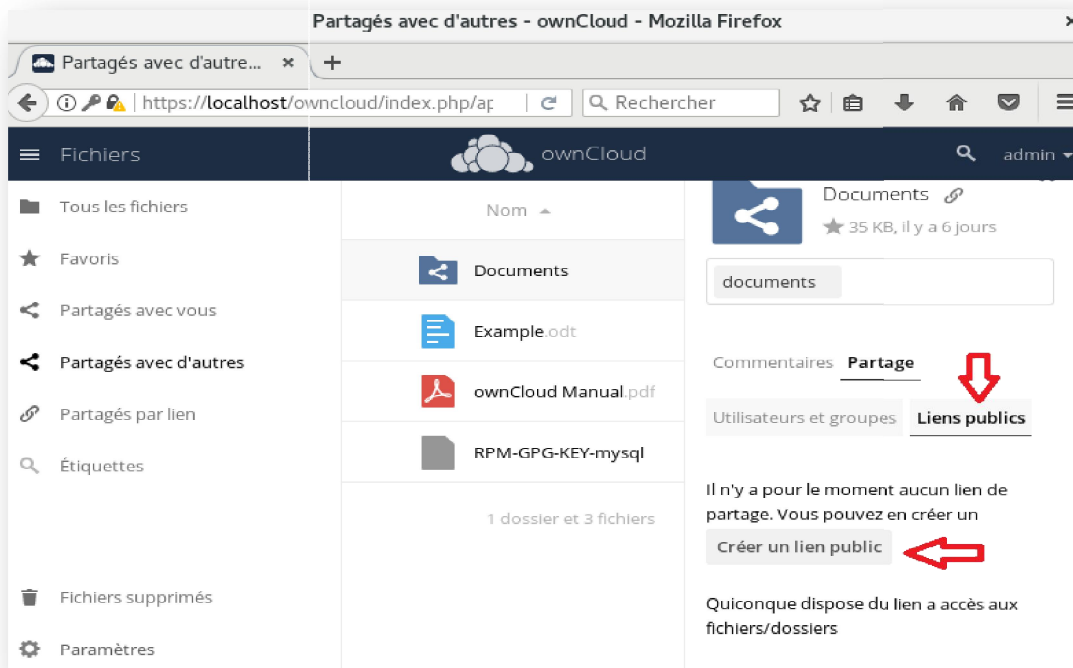 Partagés avec d'autres - ownCloud - Mozilla Firefox
Partagés avec d'autre...
https://localhost/owncloud/index.php/ap
Rechercher
Fichiers
ownCloud
admin
Tous les fichiers
Favoris
Partagés avec vous
Partagés avec d'autres
Partagés par lien
Étiquettes
Fichiers supprimés
Paramètres
Nom
Documents
Example.odt
ownCloud Manual.pdf
RPM-GPG-KEY-mysql
1 dossier et 3 fichiers
Documents
35 KB, il y a 6 jours
documents
Commentaires Partage
Utilisateurs et groupes Liens publics
Il n'y a pour le moment aucun lien de
partage. Vous pouvez en créer un
Créer un lien public
Quiconque dispose du lien a accès aux
fichiers/dossiers